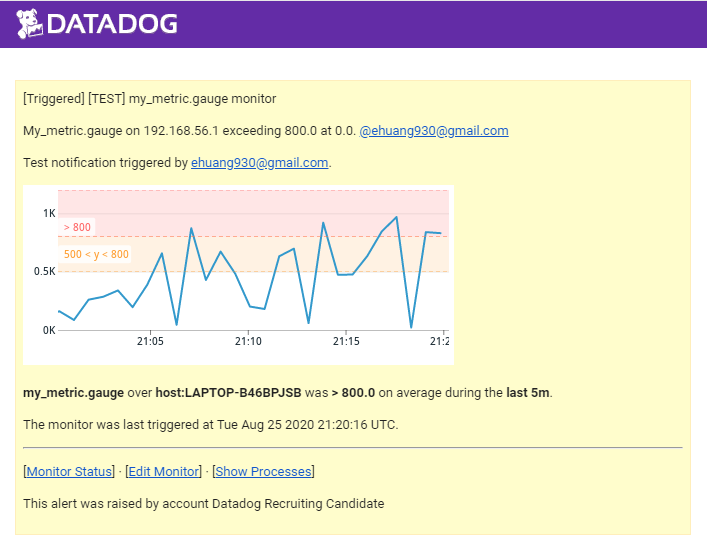 DATADOG
[Triggered] [TEST] my_metric.gauge monitor
My_metric.gauge on 192.168.56.1 exceeding 800.0 at 0.0. @ehuang930@gmail.com
Test notification triggered by ehuang930@gmail.com.
1K
> 800
500 < y < 800
0.5K
0K
21:05 21:10 21:15 21:2
my_metric.gauge over host:LAPTOP-B46BPJSB was > 800.0 on average during the last 5m.
The monitor was last triggered at Tue Aug 25 2020 21:20:16 UTC.
[Monitor Status] · [Edit Monitor] · [Show Processes]
This alert was raised by account Datadog Recruiting Candidate